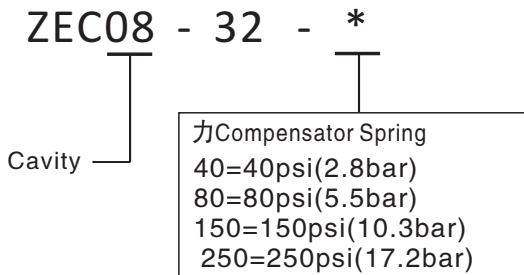 ZEC08 - 32 - *
Cavity
力Compensator Spring
40=40psi(2.8bar)
80=80psi(5.5bar)
150=150psi(10.3bar)
250=250psi(17.2bar)